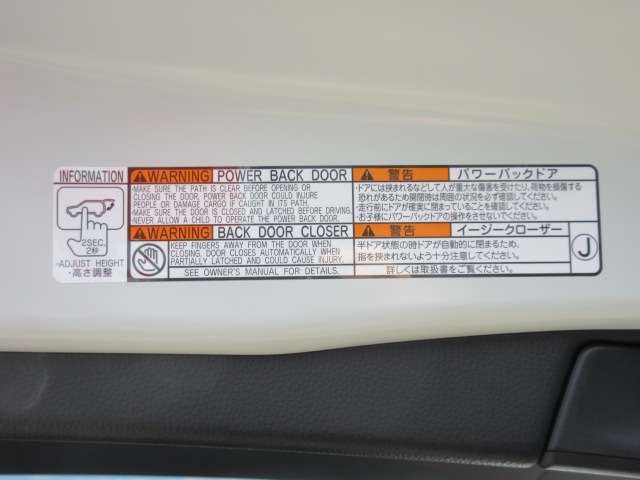 INFORMATION
2SEC.
2秒
・ADJUST HEIGHT
・高さ調整
WARNING POWER BACK DOOR
・MAKE SURE THE PATH IS CLEAR BEFORE OPENING OR
CLOSING THE DOOR. POWER BACK DOOR COULD INJURE
PEOPLE OR DAMAGE CARGO IF CAUGHT IN ITS PATH.
・MAKE SURE THE DOOR IS CLOSED AND LATCHED BEFORE DRIVING.
・NEVER ALLOW A CHILD TO OPERATE THE POWER BACK DOOR.
WARNING BACK DOOR CLOSER
KEEP FINGERS AWAY FROM THE DOOR WHEN
CLOSING. DOOR CLOSES AUTOMATICALLY WHEN
PARTIALLY LATCHED AND COULD CAUSE INJURY.
SEE OWNER'S MANUAL FOR DETAILS.
警告 パワーバックドア
・ドアには挟まれるなどして人が重大な傷害を受けたり、荷物を損傷する
恐れがあるため開閉時は周囲の状況を必ず確認してください。
・走行前にドアが確実に閉まっていることを確認してください。
・お子様にパワーバックドアの操作をさせないでください。
警告 イージークローザー
半ドア状態の時ドアが自動的に閉まるため、
指を挟まれないよう十分注意してください。
詳しくは取扱書をご覧ください。
J